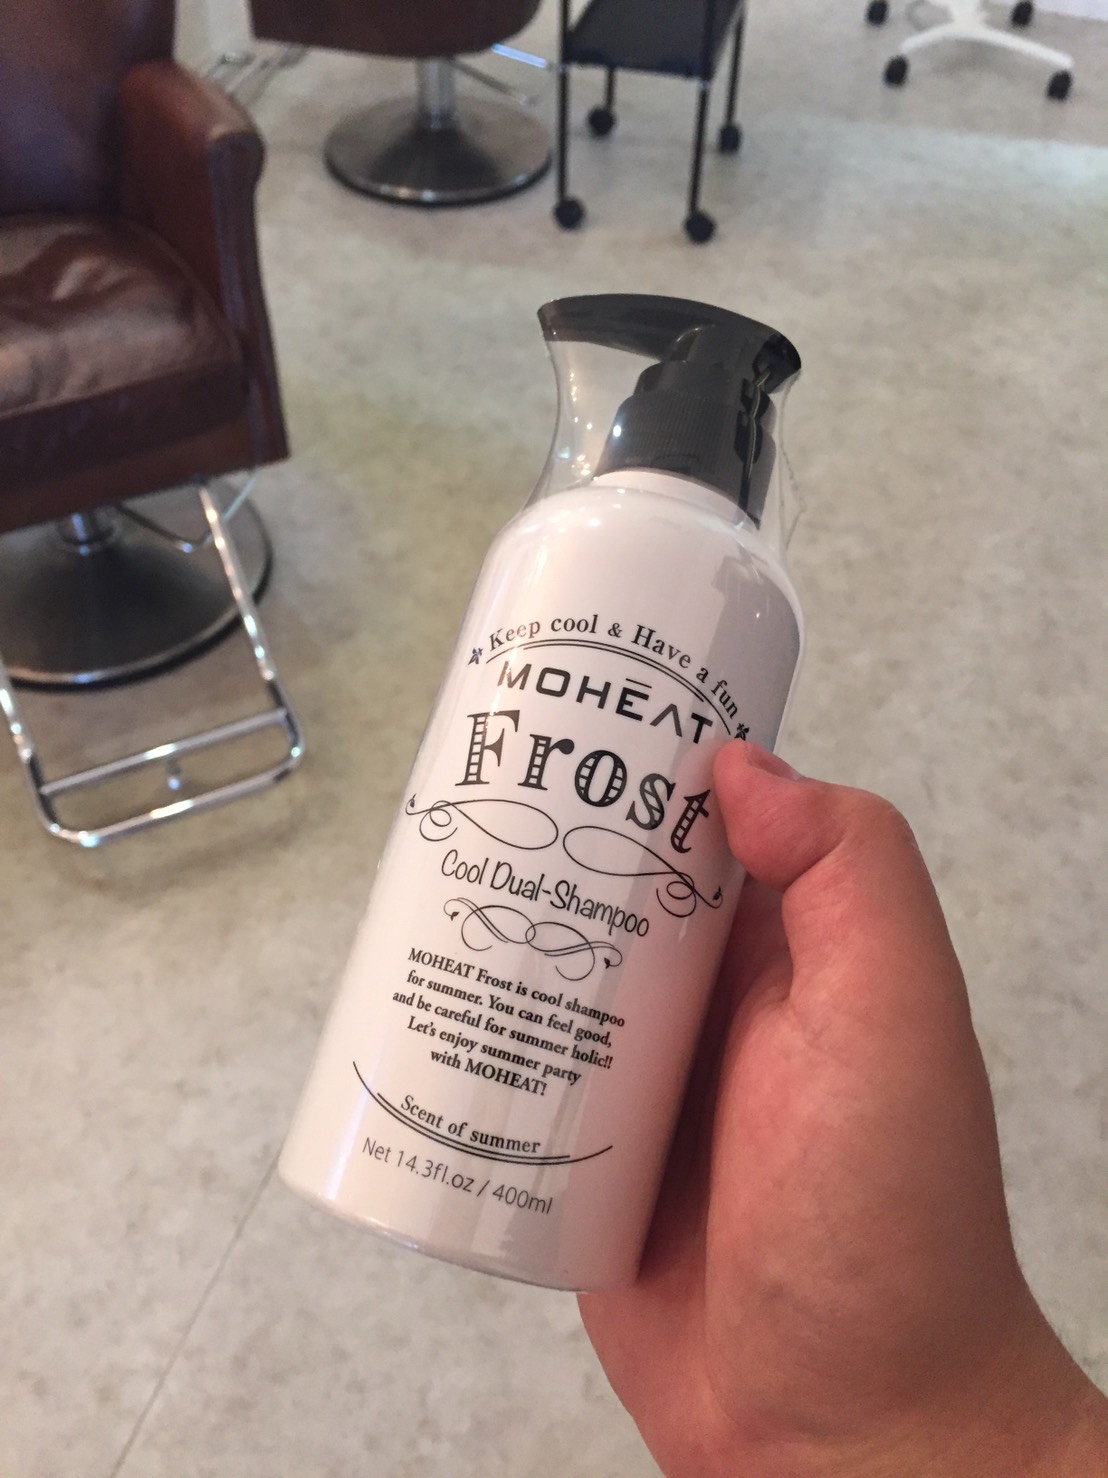 Keep cool & Have a fun
MOHĒAT
Frost
Cool Dual-Shampoo
MOHEAT Frost is cool shampoo
for summer. You can feel good,
and be careful for summer holic!!
Let's enjoy summer party
with MOHEAT!
Scent of summer
Net 14.3fl.oz / 400ml